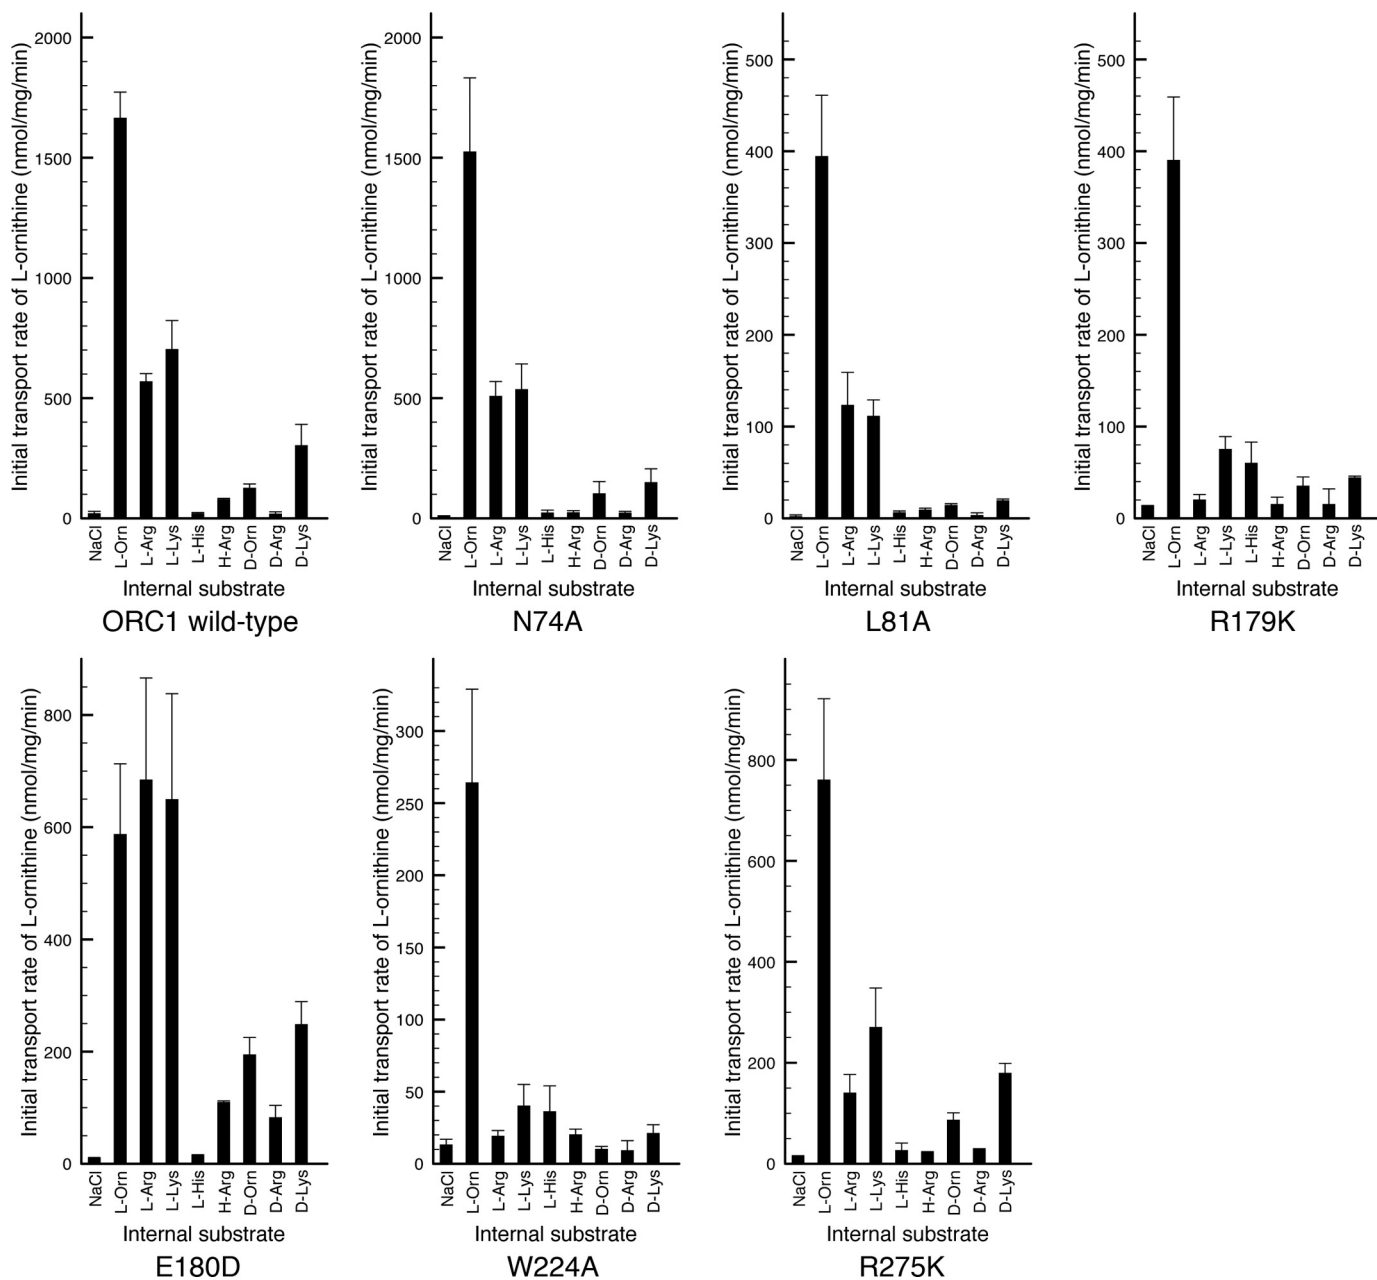 Initial transport rate of L-ornithine (nmol/mg/min)
2000
1500
1000
500
0
NaCl
L-Orn
L-Arg
L-Lys
L-His
H-Arg
D-Orn
D-Arg
D-Lys
Internal substrate
ORC1 wild-type
Initial transport rate of L-ornithine (nmol/mg/min)
2000
1500
1000
500
0
NaCl
L-Orn
L-Arg
L-Lys
L-His
H-Arg
D-Orn
D-Arg
D-Lys
Internal substrate
N74A
Initial transport rate of L-ornithine (nmol/mg/min)
500
400
300
200
100
0
NaCl
L-Orn
L-Arg
L-Lys
L-His
H-Arg
D-Orn
D-Arg
D-Lys
Internal substrate
L81A
Initial transport rate of L-ornithine (nmol/mg/min)
500
400
300
200
100
0
NaCl
L-Orn
L-Arg
L-Lys
L-His
H-Arg
D-Orn
D-Arg
D-Lys
Internal substrate
R179K
Initial transport rate of L-ornithine (nmol/mg/min)
800
600
400
200
0
NaCl
L-Orn
L-Arg
L-Lys
L-His
H-Arg
D-Orn
D-Arg
D-Lys
Internal substrate
E180D
Initial transport rate of L-ornithine (nmol/mg/min)
300
250
200
150
100
50
0
NaCl
L-Orn
L-Arg
L-Lys
L-His
H-Arg
D-Orn
D-Arg
D-Lys
Internal substrate
W224A
Initial transport rate of L-ornithine (nmol/mg/min)
800
600
400
200
0
NaCl
L-Orn
L-Arg
L-Lys
L-His
H-Arg
D-Orn
D-Arg
D-Lys
Internal substrate
R275K